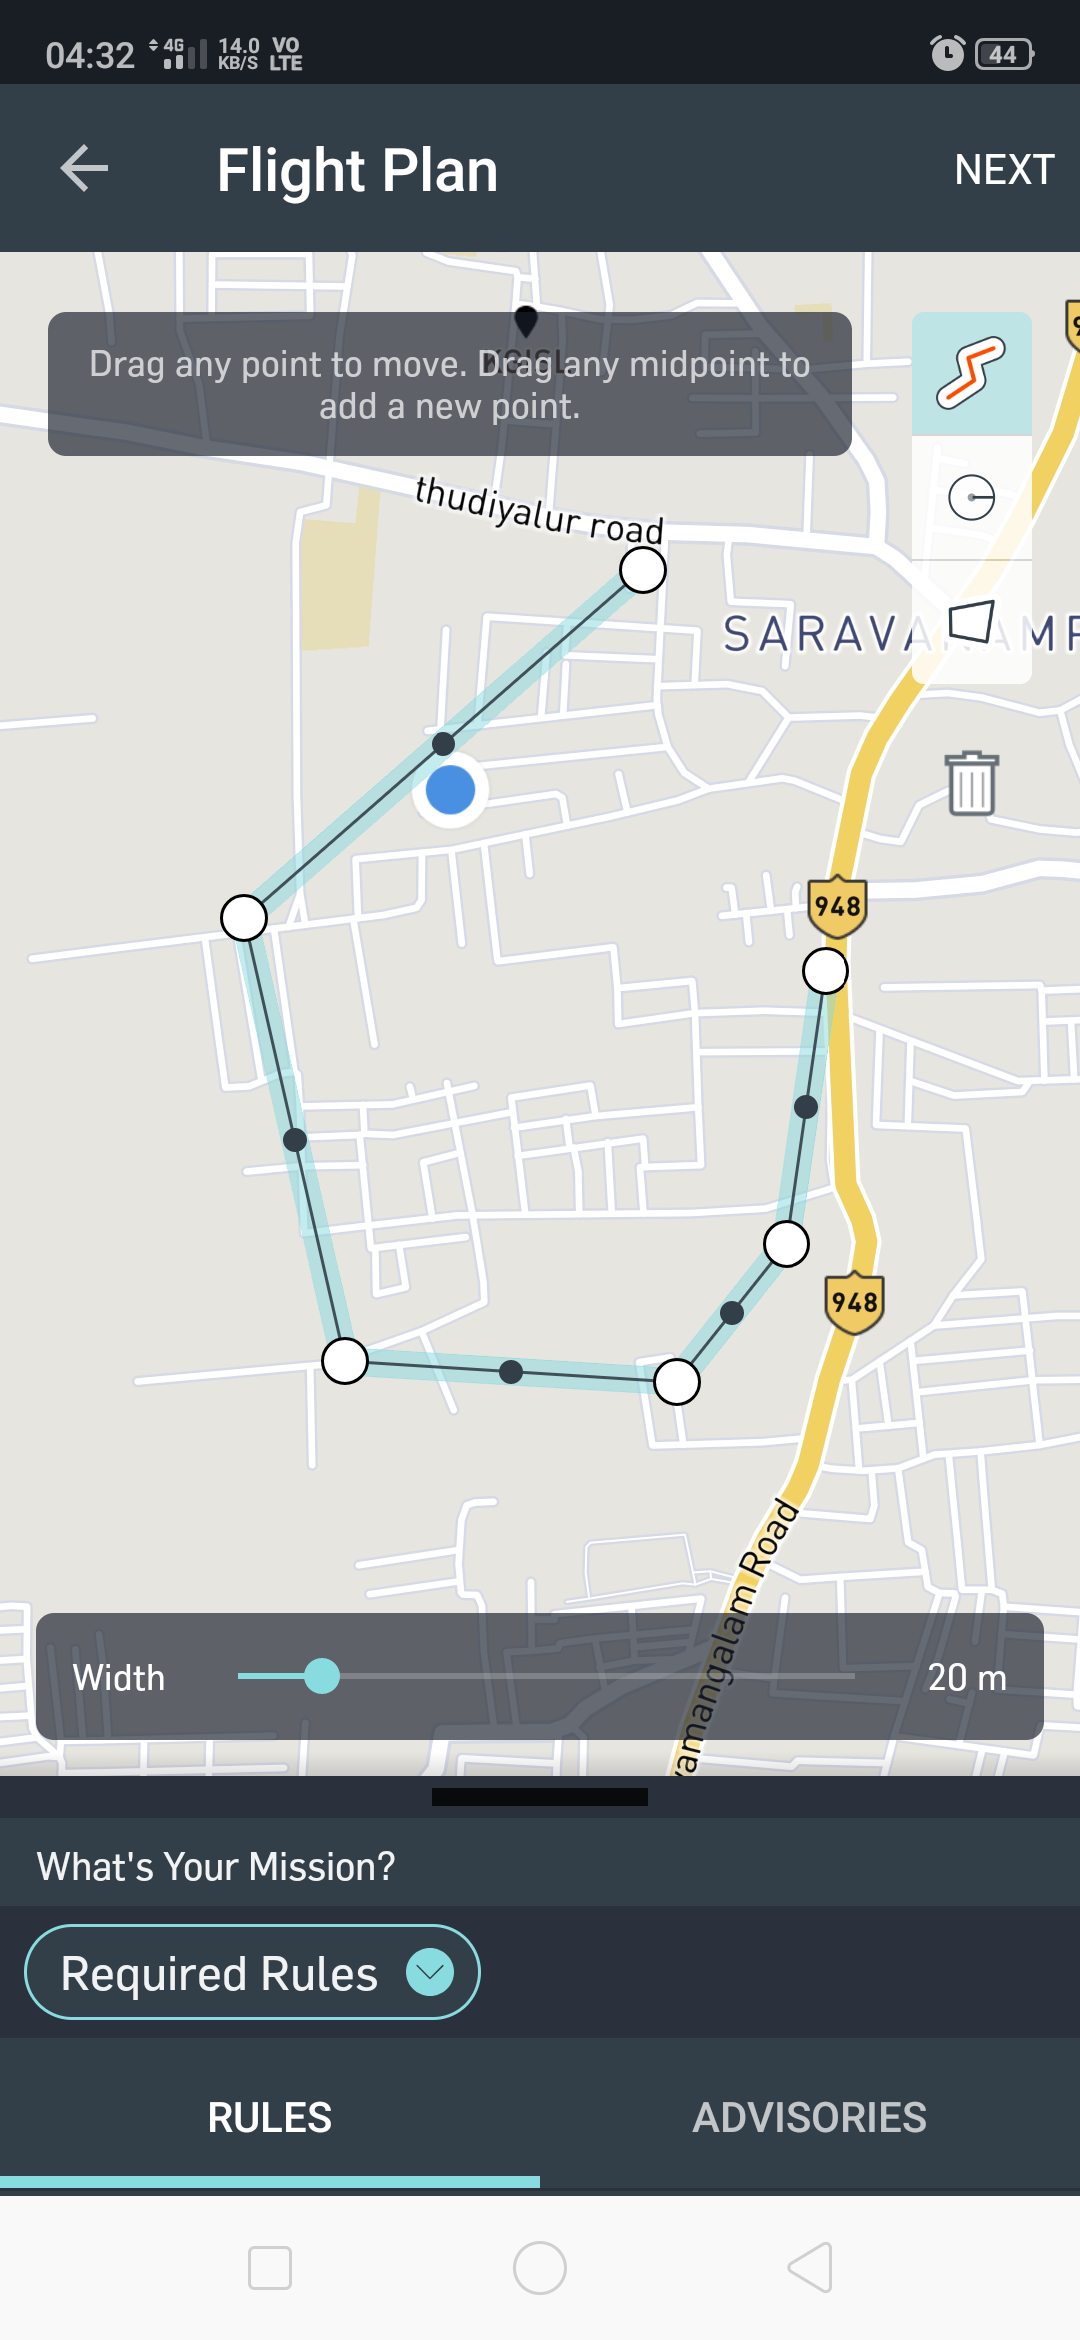 04:32 4G 14.0 KB/S VO LTE 44
Flight Plan NEXT
Drag any point to move. Drag any midpoint to
add a new point.
thudiyalur road
948
948
Road
Width 20 m
What's Your Mission?
Required Rules
RULES ADVISORIES